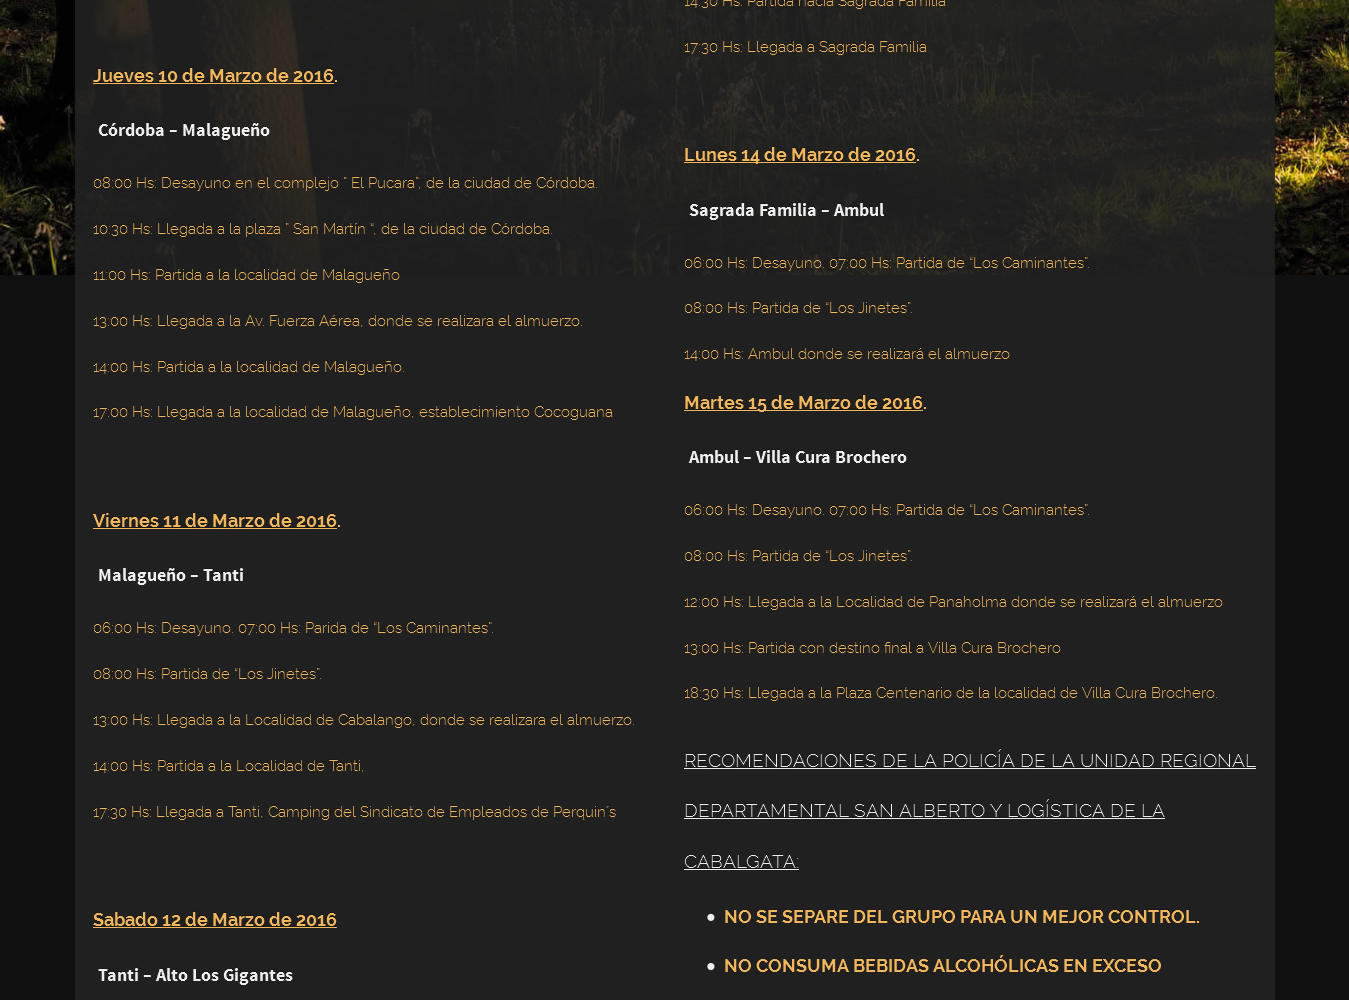 Jueves 10 de Marzo de 2016.
Córdoba – Malagueño
08:00 Hs: Desayuno en el complejo " El Pucara", de la ciudad de Córdoba.
10:30 Hs: Llegada a la plaza " San Martín ", de la ciudad de Córdoba.
11:00 Hs: Partida a la localidad de Malagueño
13:00 Hs: Llegada a la Av. Fuerza Aérea, donde se realizara el almuerzo.
14:00 Hs: Partida a la localidad de Malagueño.
17:00 Hs: Llegada a la localidad de Malagueño, establecimiento Cocoguana
Viernes 11 de Marzo de 2016.
Malagueño – Tanti
06:00 Hs: Desayuno. 07:00 Hs: Parida de "Los Caminantes".
08:00 Hs: Partida de "Los Jinetes".
13:00 Hs: Llegada a la Localidad de Cabalango, donde se realizara el almuerzo.
14:00 Hs: Partida a la Localidad de Tanti,
17:30 Hs: Llegada a Tanti, Camping del Sindicato de Empleados de Perquin´s
Sabado 12 de Marzo de 2016
Tanti – Alto Los Gigantes
14:30 Hs: Partida hacia Sagrada Familia
17:30 Hs: Llegada a Sagrada Familia
Lunes 14 de Marzo de 2016.
Sagrada Familia – Ambul
06:00 Hs: Desayuno. 07:00 Hs: Partida de "Los Caminantes".
08:00 Hs: Partida de "Los Jinetes".
14:00 Hs: Ambul donde se realizará el almuerzo
Martes 15 de Marzo de 2016.
Ambul – Villa Cura Brochero
06:00 Hs: Desayuno. 07:00 Hs: Partida de "Los Caminantes".
08:00 Hs: Partida de "Los Jinetes".
12:00 Hs: Llegada a la Localidad de Panaholma donde se realizará el almuerzo
13:00 Hs: Partida con destino final a Villa Cura Brochero
18:30 Hs: Llegada a la Plaza Centenario de la localidad de Villa Cura Brochero.
RECOMENDACIONES DE LA POLICÍA DE LA UNIDAD REGIONAL
DEPARTAMENTAL SAN ALBERTO Y LOGÍSTICA DE LA
CABALGATA:
● NO SE SEPARE DEL GRUPO PARA UN MEJOR CONTROL.
● NO CONSUMA BEBIDAS ALCOHÓLICAS EN EXCESO